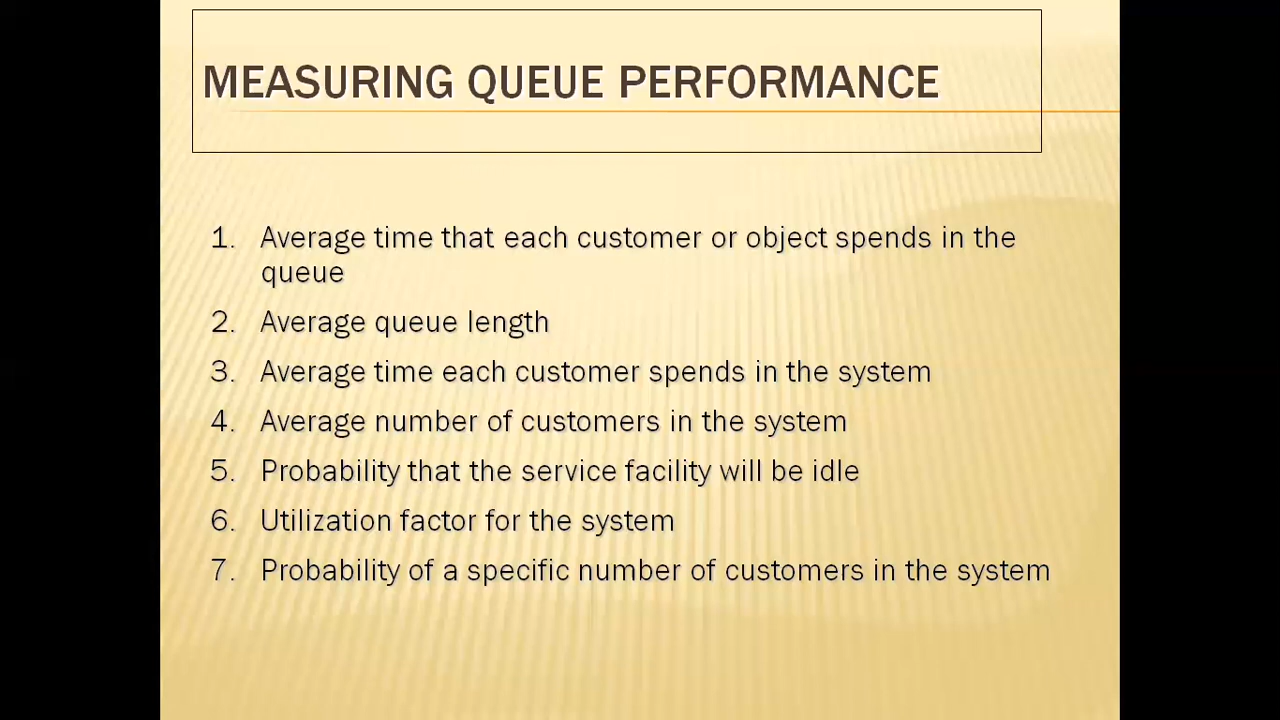 MEASURING QUEUE PERFORMANCE
1. Average time that each customer or object spends in the
queue
2. Average queue length
3. Average time each customer spends in the system
4. Average number of customers in the system
5. Probability that the service facility will be idle
6. Utilization factor for the system
7. Probability of a specific number of customers in the system